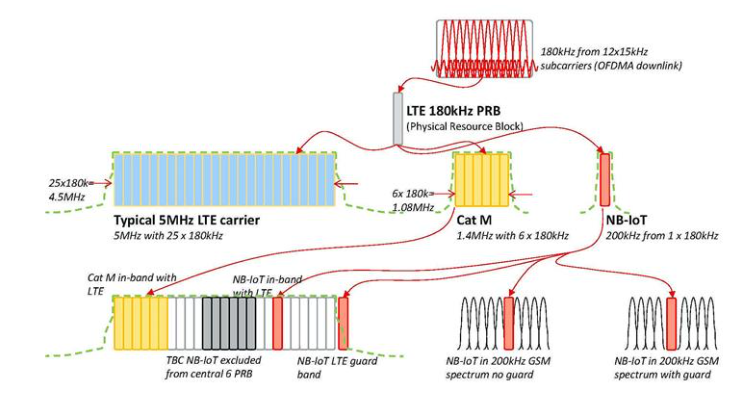 180kHz from 12x15kHz
subcarriers (OFDMA downlink)
LTE 180kHz PRB
(Physical Resource Block)
25x180k=
4.5MHz
6x 180k=
1.08MHz
Typical 5MHz LTE carrier
5MHz with 25 x 180kHz
Cat M
1.4MHz with 6 x 180kHz
NB-IoT
200kHz from 1 x 180kHz
Cat M in-band with
LTE
NB-IoT in-band
with LTE
TBC NB-IoT excluded
from central 6 PRB
NB-IoT LTE guard
band
NB-IoT in 200kHz GSM
spectrum no guard
NB-IoT in 200kHz GSM
spectrum with guard